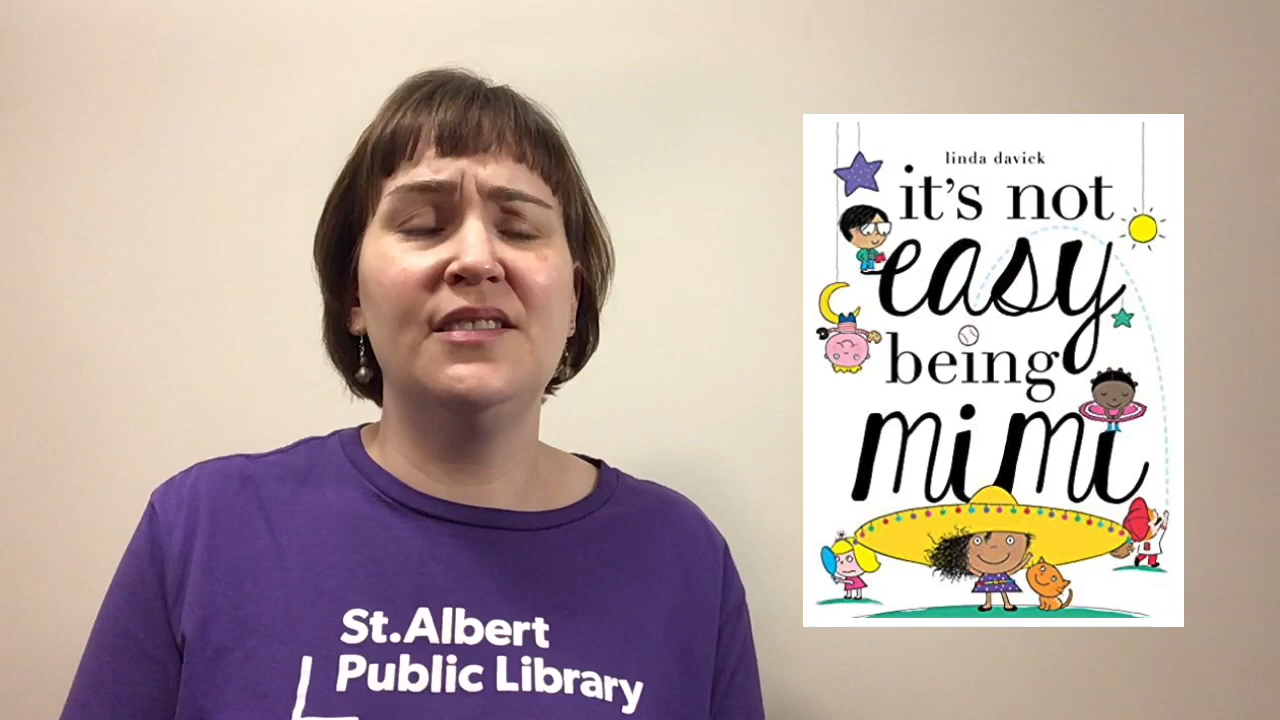 linda davick
it's not
easy
being
mimi
St.Albert
Public Library